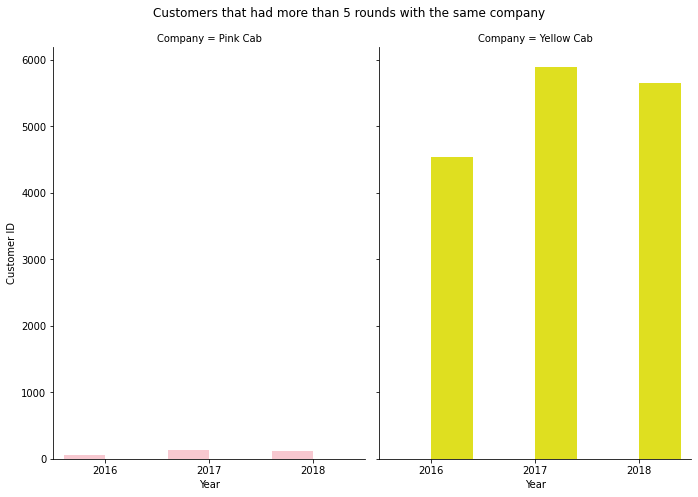 Customers that had more than 5 rounds with the same company
Company = Pink Cab
Company = Yellow Cab
6000
5000
4000
3000
2000
1000
0
Customer ID
2016 2017 2018
2016 2017 2018
Year
Year